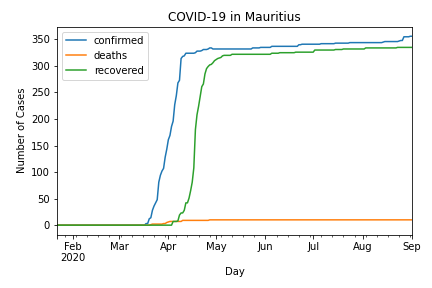 COVID-19 in Mauritius
confirmed
deaths
recovered
Number of Cases
350
300
250
200
150
100
50
0
Feb Mar Apr May Jun Jul Aug Sep
2020
Day